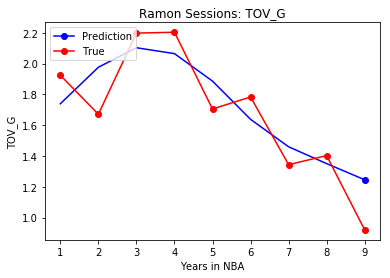 Ramon Sessions: TOV_G
Prediction
True
TOV_G
2.2
2.0
1.8
1.6
1.4
1.2
1.0
1 2 3 4 5 6 7 8 9
Years in NBA